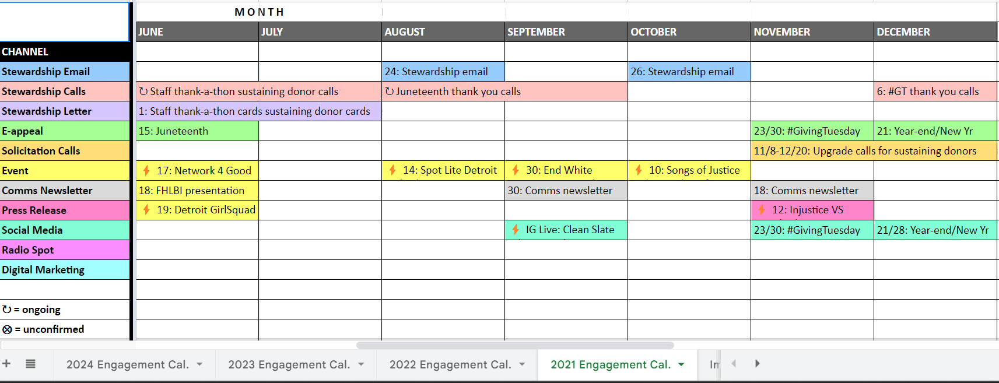 MONTH
JUNE JULY AUGUST SEPTEMBER OCTOBER NOVEMBER DECEMBER
CHANNEL
Stewardship Email 24: Stewardship email 26: Stewardship email
Stewardship Calls ↻ Staff thank-a-thon sustaining donor calls ↻ Juneteenth thank you calls 6: #GT thank you calls
Stewardship Letter 1: Staff thank-a-thon cards sustaining donor cards
E-appeal 15: Juneteenth 23/30: #GivingTuesday 21: Year-end/New Yr
Solicitation Calls 11/8-12/20: Upgrade calls for sustaining donors
Event ⚡ 17: Network 4 Good ⚡ 14: Spot Lite Detroit ⚡ 30: End White ⚡ 10: Songs of Justice
Comms Newsletter 18: FHLBI presentation 30: Comms newsletter 18: Comms newsletter
Press Release ⚡ 19: Detroit GirlSquad ⚡ 12: Injustice VS
Social Media ⚡ IG Live: Clean Slate 23/30: #GivingTuesday 21/28: Year-end/New Yr
Radio Spot
Digital Marketing
↻ = ongoing
⊗ = unconfirmed
+ 2024 Engagement Cal. 2023 Engagement Cal. 2022 Engagement Cal. 2021 Engagement Cal.